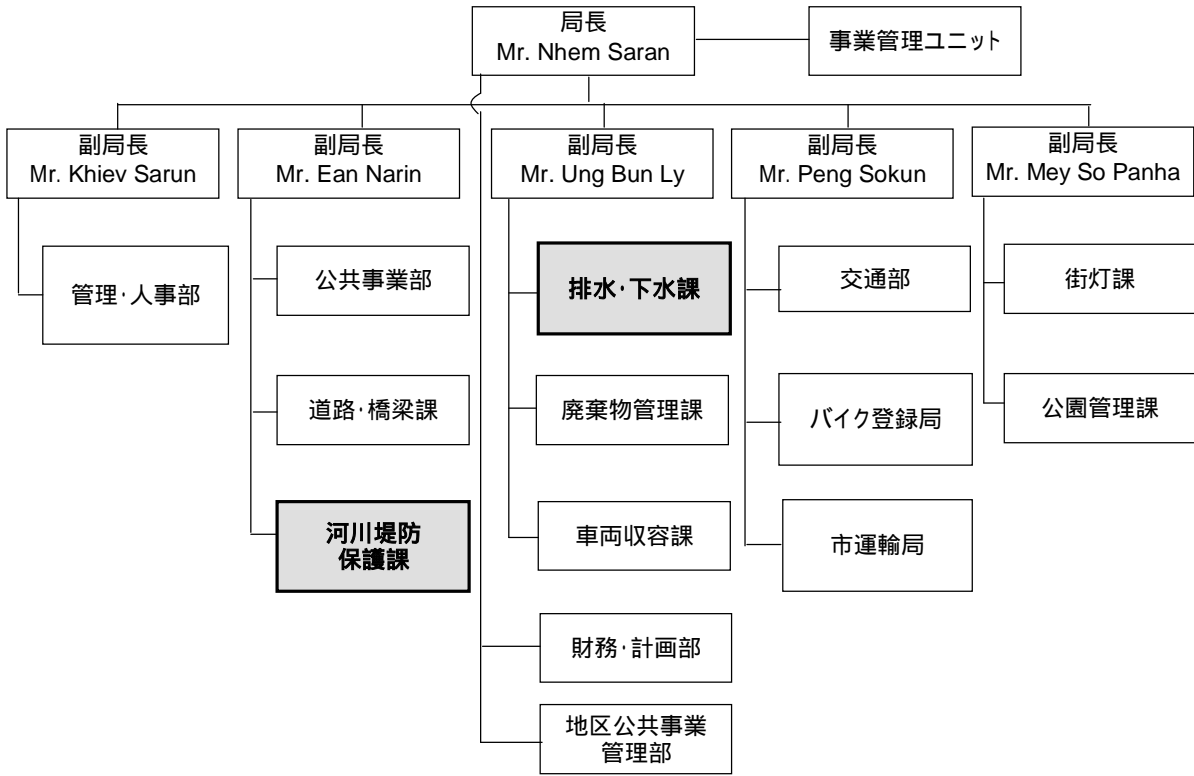 局長
Mr. Nhem Saran
事業管理ユニット
副局長
Mr. Khiev Sarun
副局長
Mr. Ean Narin
副局長
Mr. Ung Bun Ly
副局長
Mr. Peng Sokun
副局長
Mr. Mey So Panha
管理・人事部
公共事業部
排水・下水課
交通部
街灯課
道路・橋梁課
廃棄物管理課
バイク登録局
公園管理課
河川堤防
保護課
車両収容課
市運輸局
財務・計画部
地区公共事業
管理部